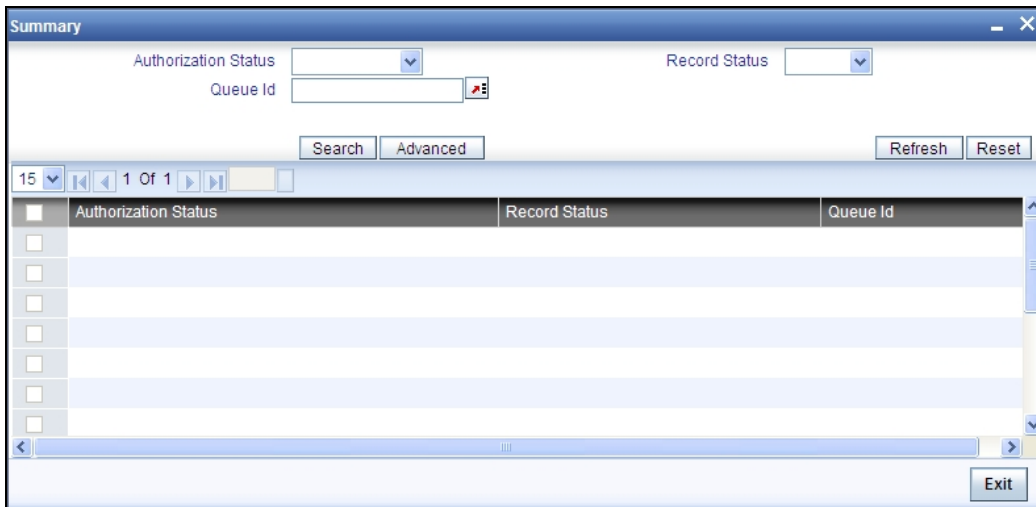 Summary
Authorization Status
Record Status
Queue Id
Search
Advanced
Refresh
Reset
15
1 Of 1
Authorization Status
Record Status
Queue Id
Exit